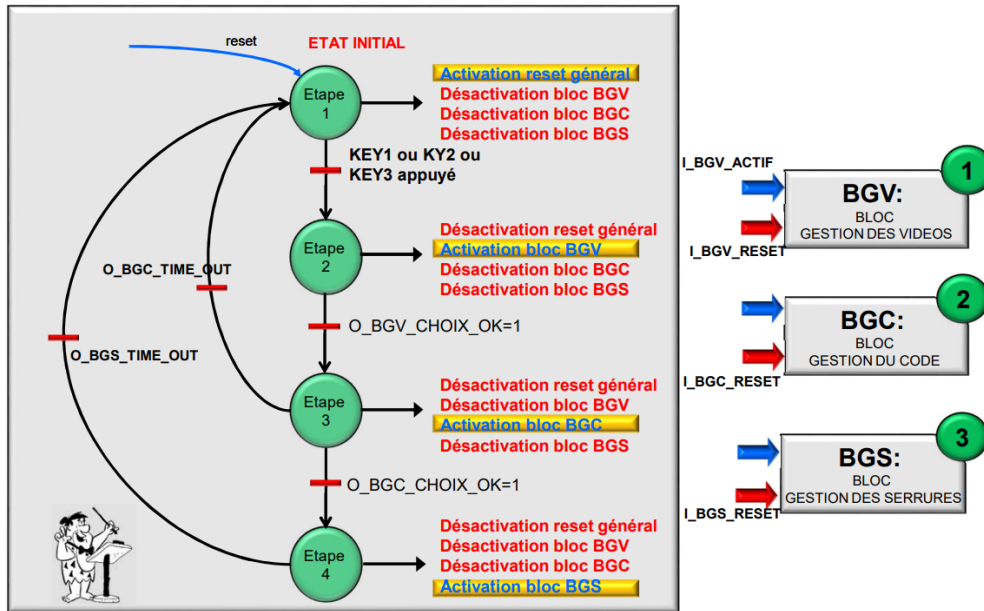 reset
ETAT INITIAL
Etape
1
Activation reset général
Désactivation bloc BGV
Désactivation bloc BGC
Désactivation bloc BGS
KEY1 ou KY2 ou
KEY3 appuyé
Etape
2
Désactivation reset général
Activation bloc BGV
Désactivation bloc BGC
Désactivation bloc BGS
O_BGC_TIME_OUT
O_BGV_CHOIX_OK=1
O_BGS_TIME_OUT
Etape
3
Désactivation reset général
Désactivation bloc BGV
Activation bloc BGC
Désactivation bloc BGS
O_BGC_CHOIX_OK=1
Etape
4
Désactivation reset général
Désactivation bloc BGV
Désactivation bloc BGC
Activation bloc BGS
I_BGV_ACTIF
1
BGV:
BLOC
GESTION DES VIDEOS
I_BGV_RESET
2
BGC:
BLOC
GESTION DU CODE
I_BGC_RESET
3
BGS:
BLOC
GESTION DES SERRURES
I_BGS_RESET